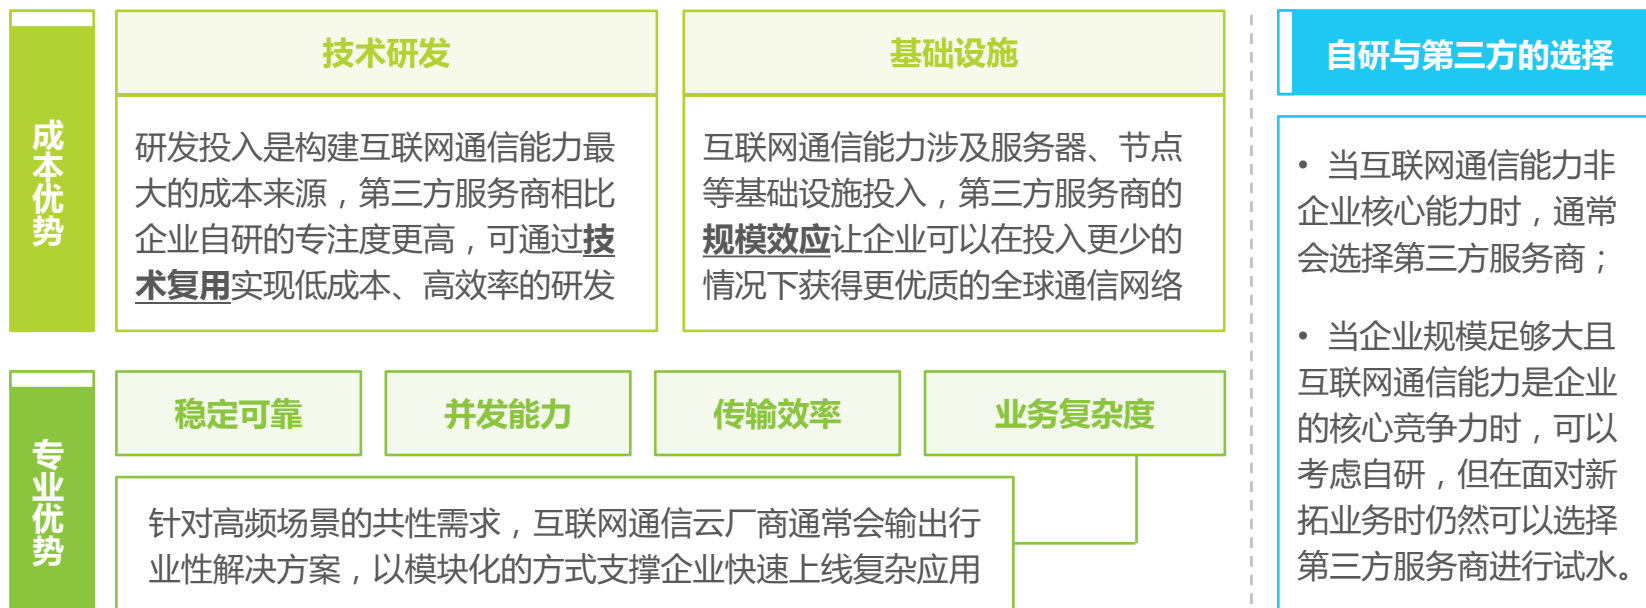 成本优势
技术研发
研发投入是构建互联网通信能力最
大的成本来源，第三方服务商相比
企业自研的专注度更高，可通过技
术复用实现低成本、高效率的研发
基础设施
互联网通信能力涉及服务器、节点
等基础设施投入，第三方服务商的
规模效应让企业可以在投入更少的
情况下获得更优质的全球通信网络
专业优势
稳定可靠
并发能力
传输效率
业务复杂度
针对高频场景的共性需求，互联网通信云厂商通常会输出行
业性解决方案，以模块化的方式支撑企业快速上线复杂应用
自研与第三方的选择
• 当互联网通信能力非
企业核心能力时，通常
会选择第三方服务商；
• 当企业规模足够大且
互联网通信能力是企业
的核心竞争力时，可以
考虑自研，但在面对新
拓业务时仍然可以选择
第三方服务商进行试水。